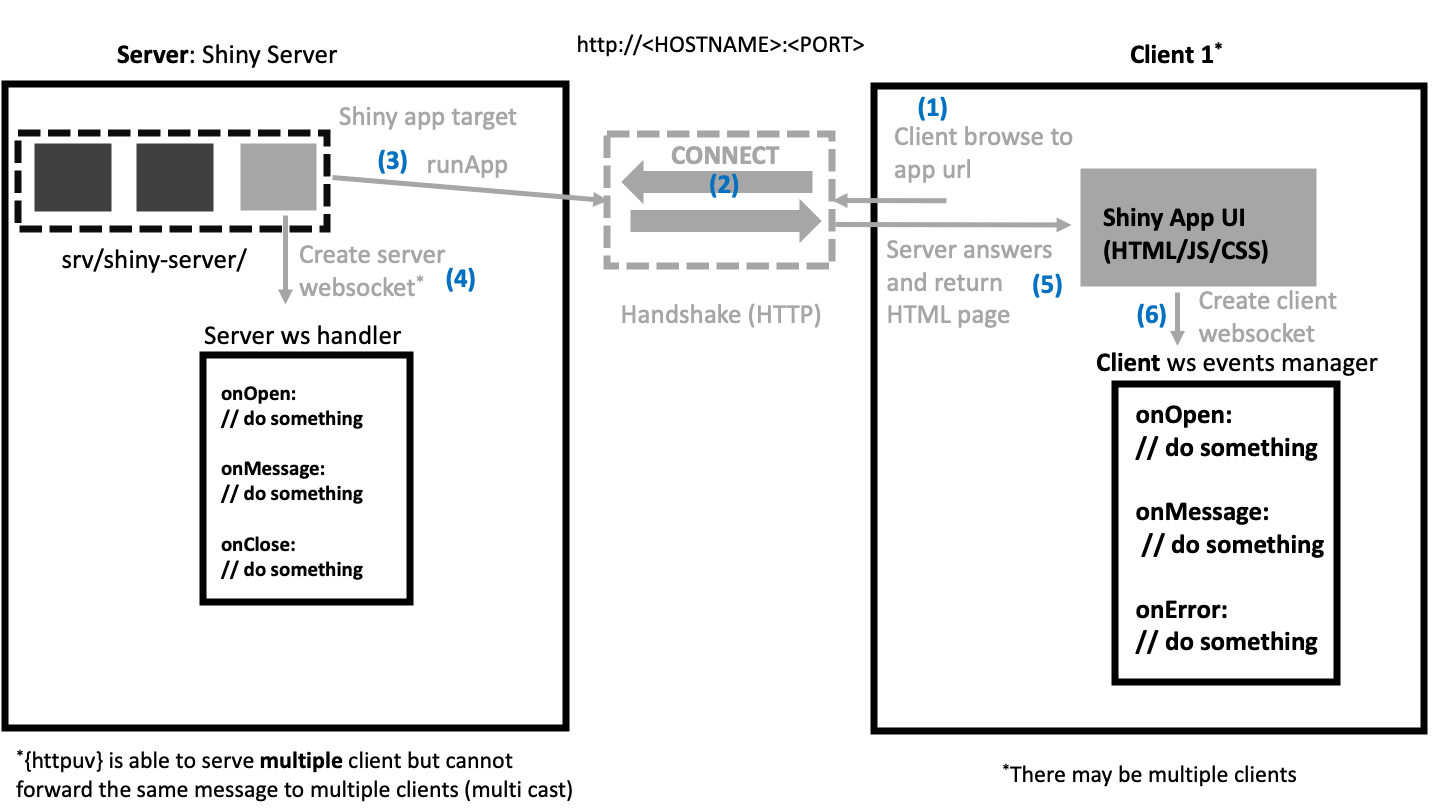 http://<HOSTNAME>:<PORT>
Server: Shiny Server
Client 1*
Shiny app target
(3) runApp
srv/shiny-server/
Create server
websocket* (4)
Server ws handler
onOpen:
// do something
onMessage:
// do something
onClose:
// do something
*{httpuv} is able to serve multiple client but cannot
forward the same message to multiple clients (multi cast)
CONNECT
(2)
Handshake (HTTP)
(1)
Client browse to
app url
Server answers
and return (5)
HTML page
Shiny App UI
(HTML/JS/CSS)
(6) Create client
websocket
Client ws events manager
onOpen:
// do something
onMessage:
// do something
onError:
// do something
*There may be multiple clients